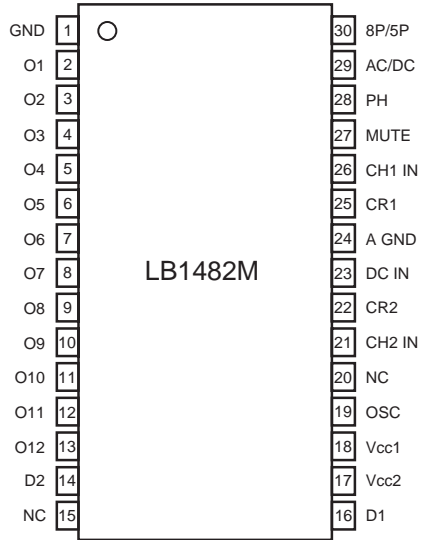 GND 1 30 8P/5P
O1 2 29 AC/DC
O2 3 28 PH
O3 4 27 MUTE
O4 5 26 CH1 IN
O5 6 25 CR1
O6 7 24 A GND
O7 8 LB1482M 23 DC IN
O8 9 22 CR2
O9 10 21 CH2 IN
O10 11 20 NC
O11 12 19 OSC
O12 13 18 Vcc1
D2 14 17 Vcc2
NC 15 16 D1